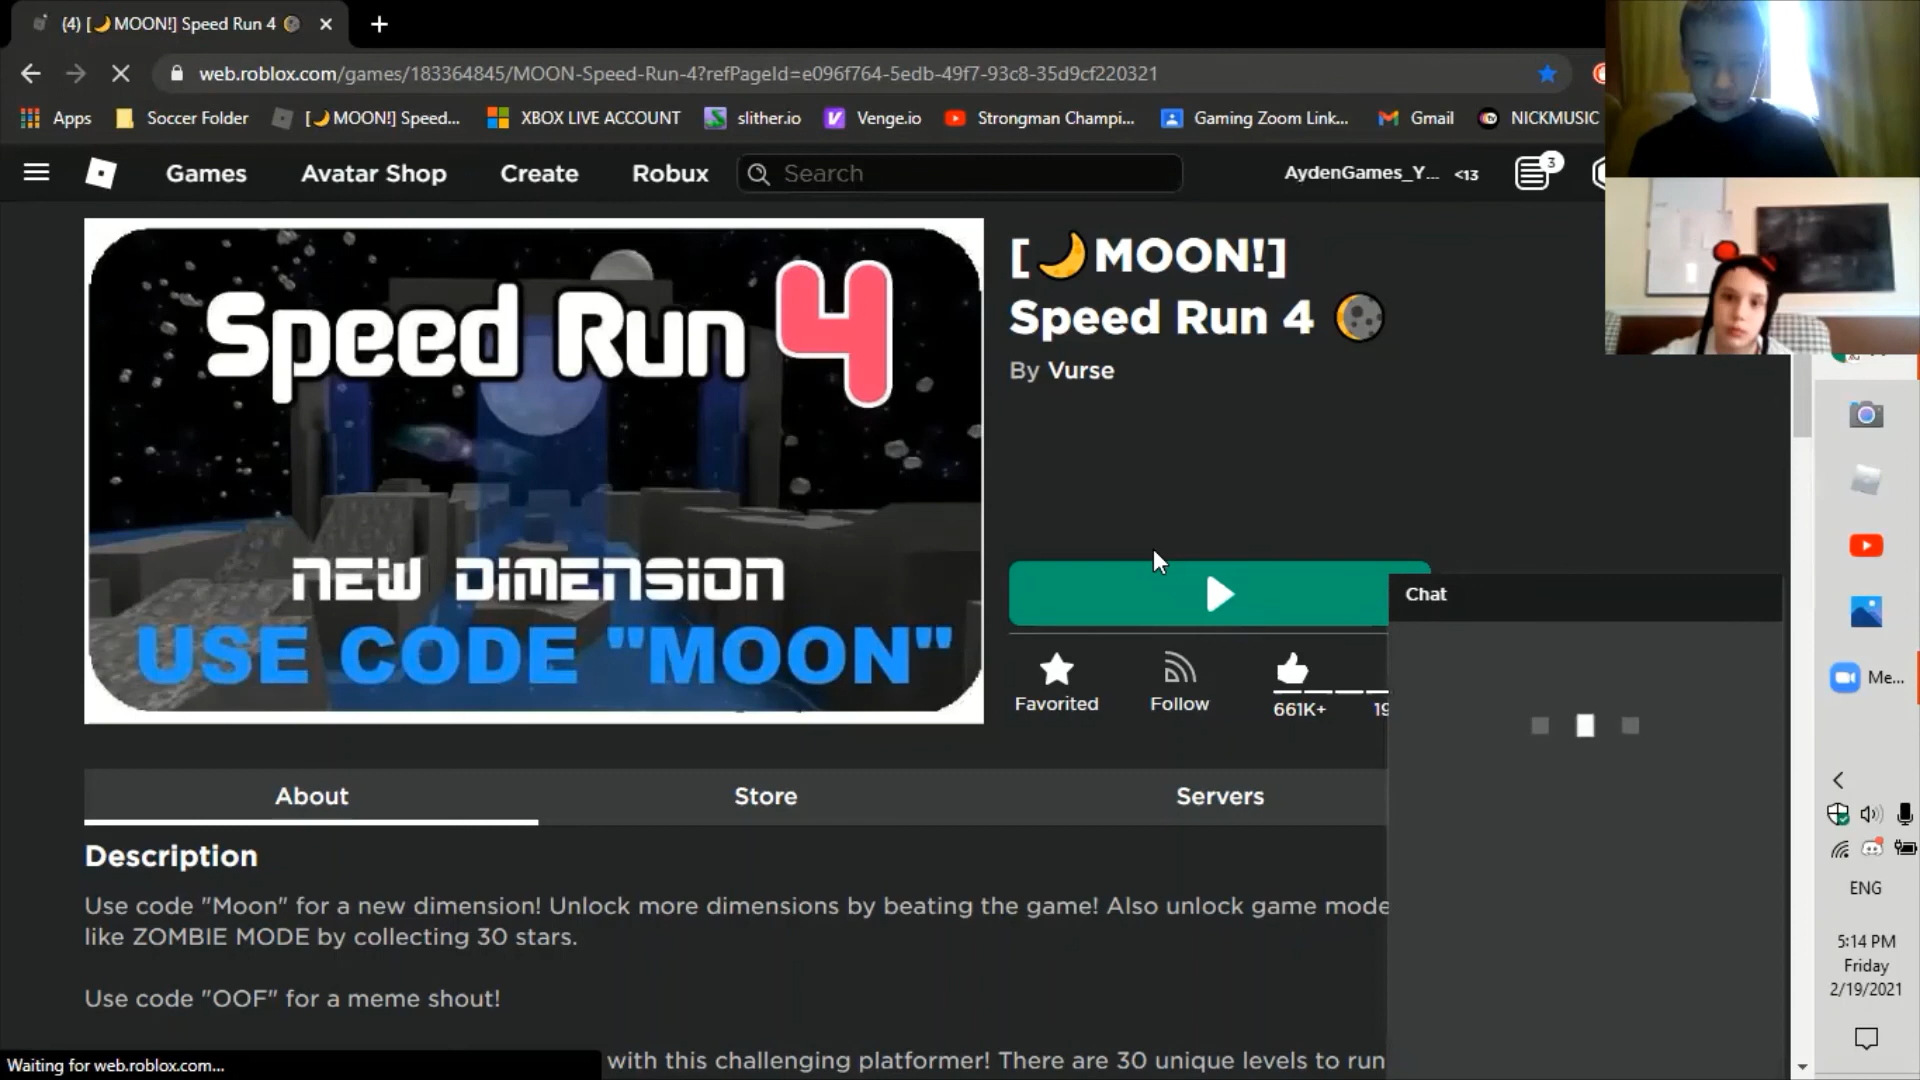 (4) [🌙MOON!] Speed Run 4 🌘
web.roblox.com/games/183364845/MOON-Speed-Run-4?refPageId=e096f764-5edb-49f7-93c8-35d9cf220321
Apps Soccer Folder [🌙MOON!] Speed... XBOX LIVE ACCOUNT slither.io Venge.io Strongman Champi... Gaming Zoom Link... Gmail NICKMUSIC
Games Avatar Shop Create Robux Search AydenGames_Y... <13 3
Speed Run 4
NEW DIMENSION
USE CODE "MOON"
[🌙MOON!]
Speed Run 4 🌘
By Vurse
Favorited Follow 661K+ 19
Chat
About Store Servers
Description
Use code "Moon" for a new dimension! Unlock more dimensions by beating the game! Also unlock game mode
like ZOMBIE MODE by collecting 30 stars.
Use code "OOF" for a meme shout!
with this challenging platformer! There are 30 unique levels to run
Waiting for web.roblox.com...
Me...
ENG
5:14 PM
Friday
2/19/2021